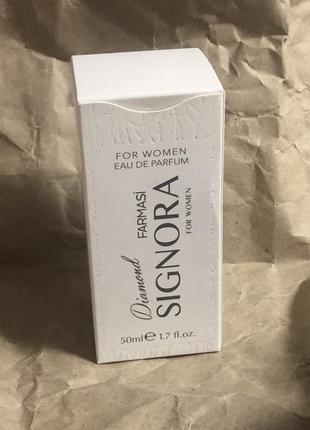 FOR WOMEN
EAU DE PARFUM
Diamond
FARMASİ
SIGNORA
FOR WOMEN
50ml ℮ 1.7 fl.oz.